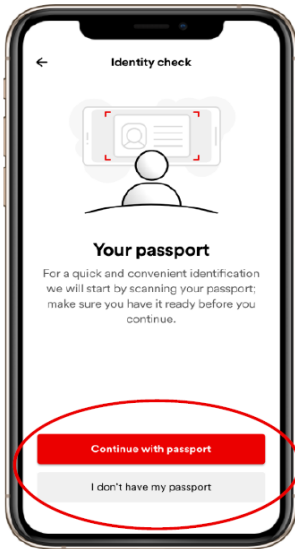 Identity check
Your passport
For a quick and convenient identification
we will start by scanning your passport;
make sure you have it ready before you
continue.
Continue with passport
I don't have my passport